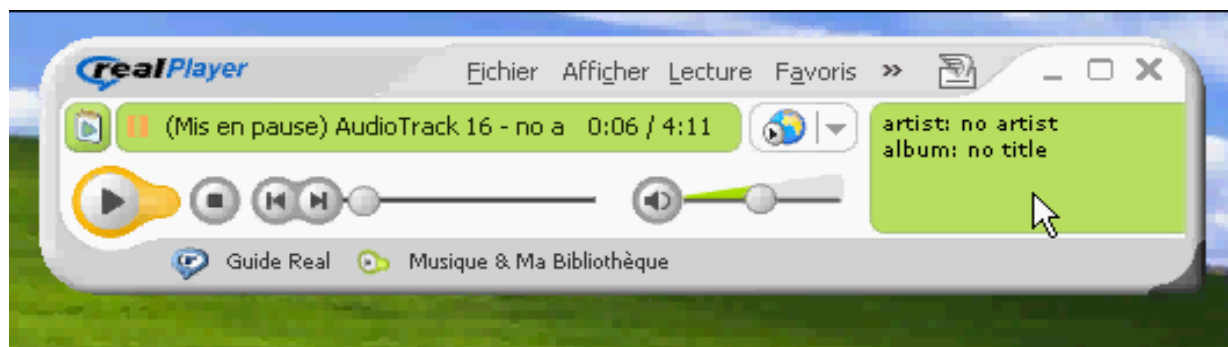 realPlayer Fichier Afficher Lecture Favoris »
(Mis en pause) AudioTrack 16 - no a 0:06 / 4:11
artist: no artist
album: no title
Guide Real Musique & Ma Bibliothèque